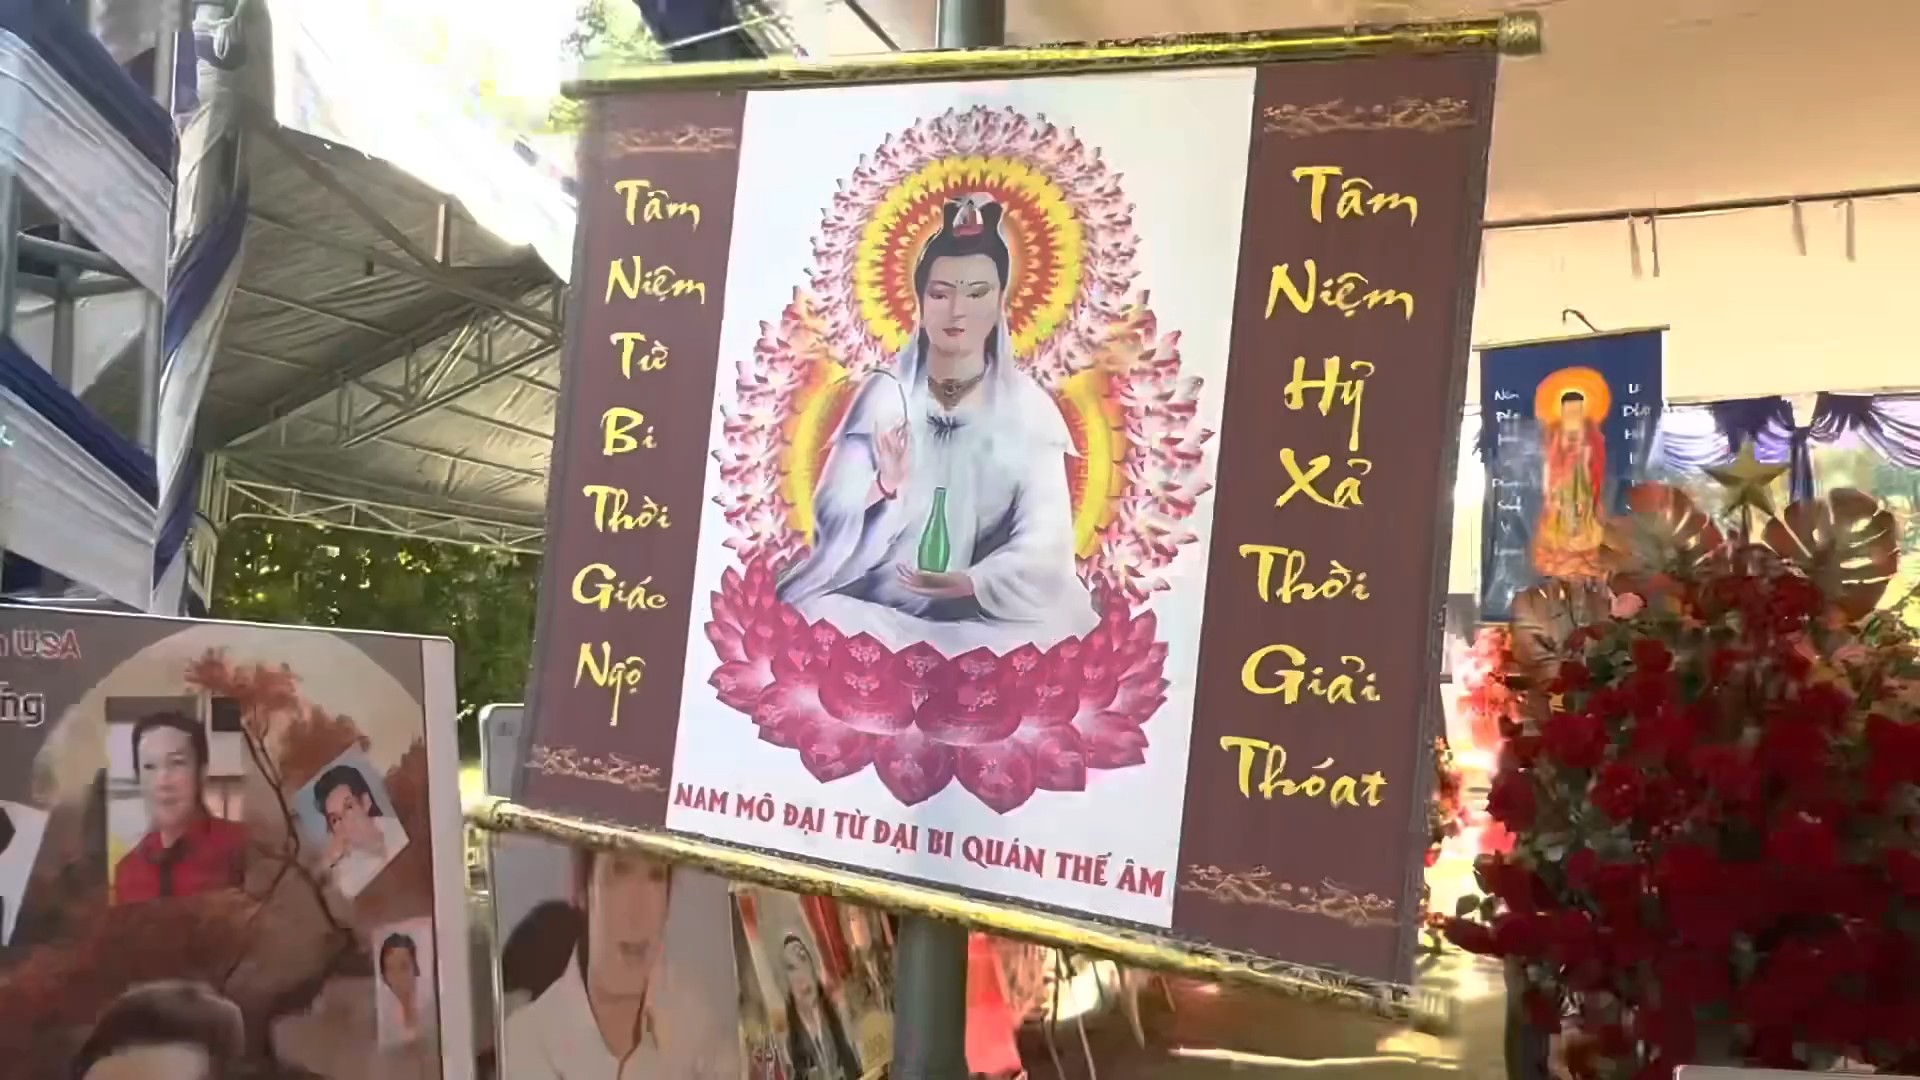 Tâm
Niệm
Từ
Bi
Thời
Giác
Ngộ
Tâm
Niệm
Hỷ
Xả
Thời
Giải
Thóat
NAM MÔ ĐẠI TỪ ĐẠI BI QUÁN THẾ ÂM
USA